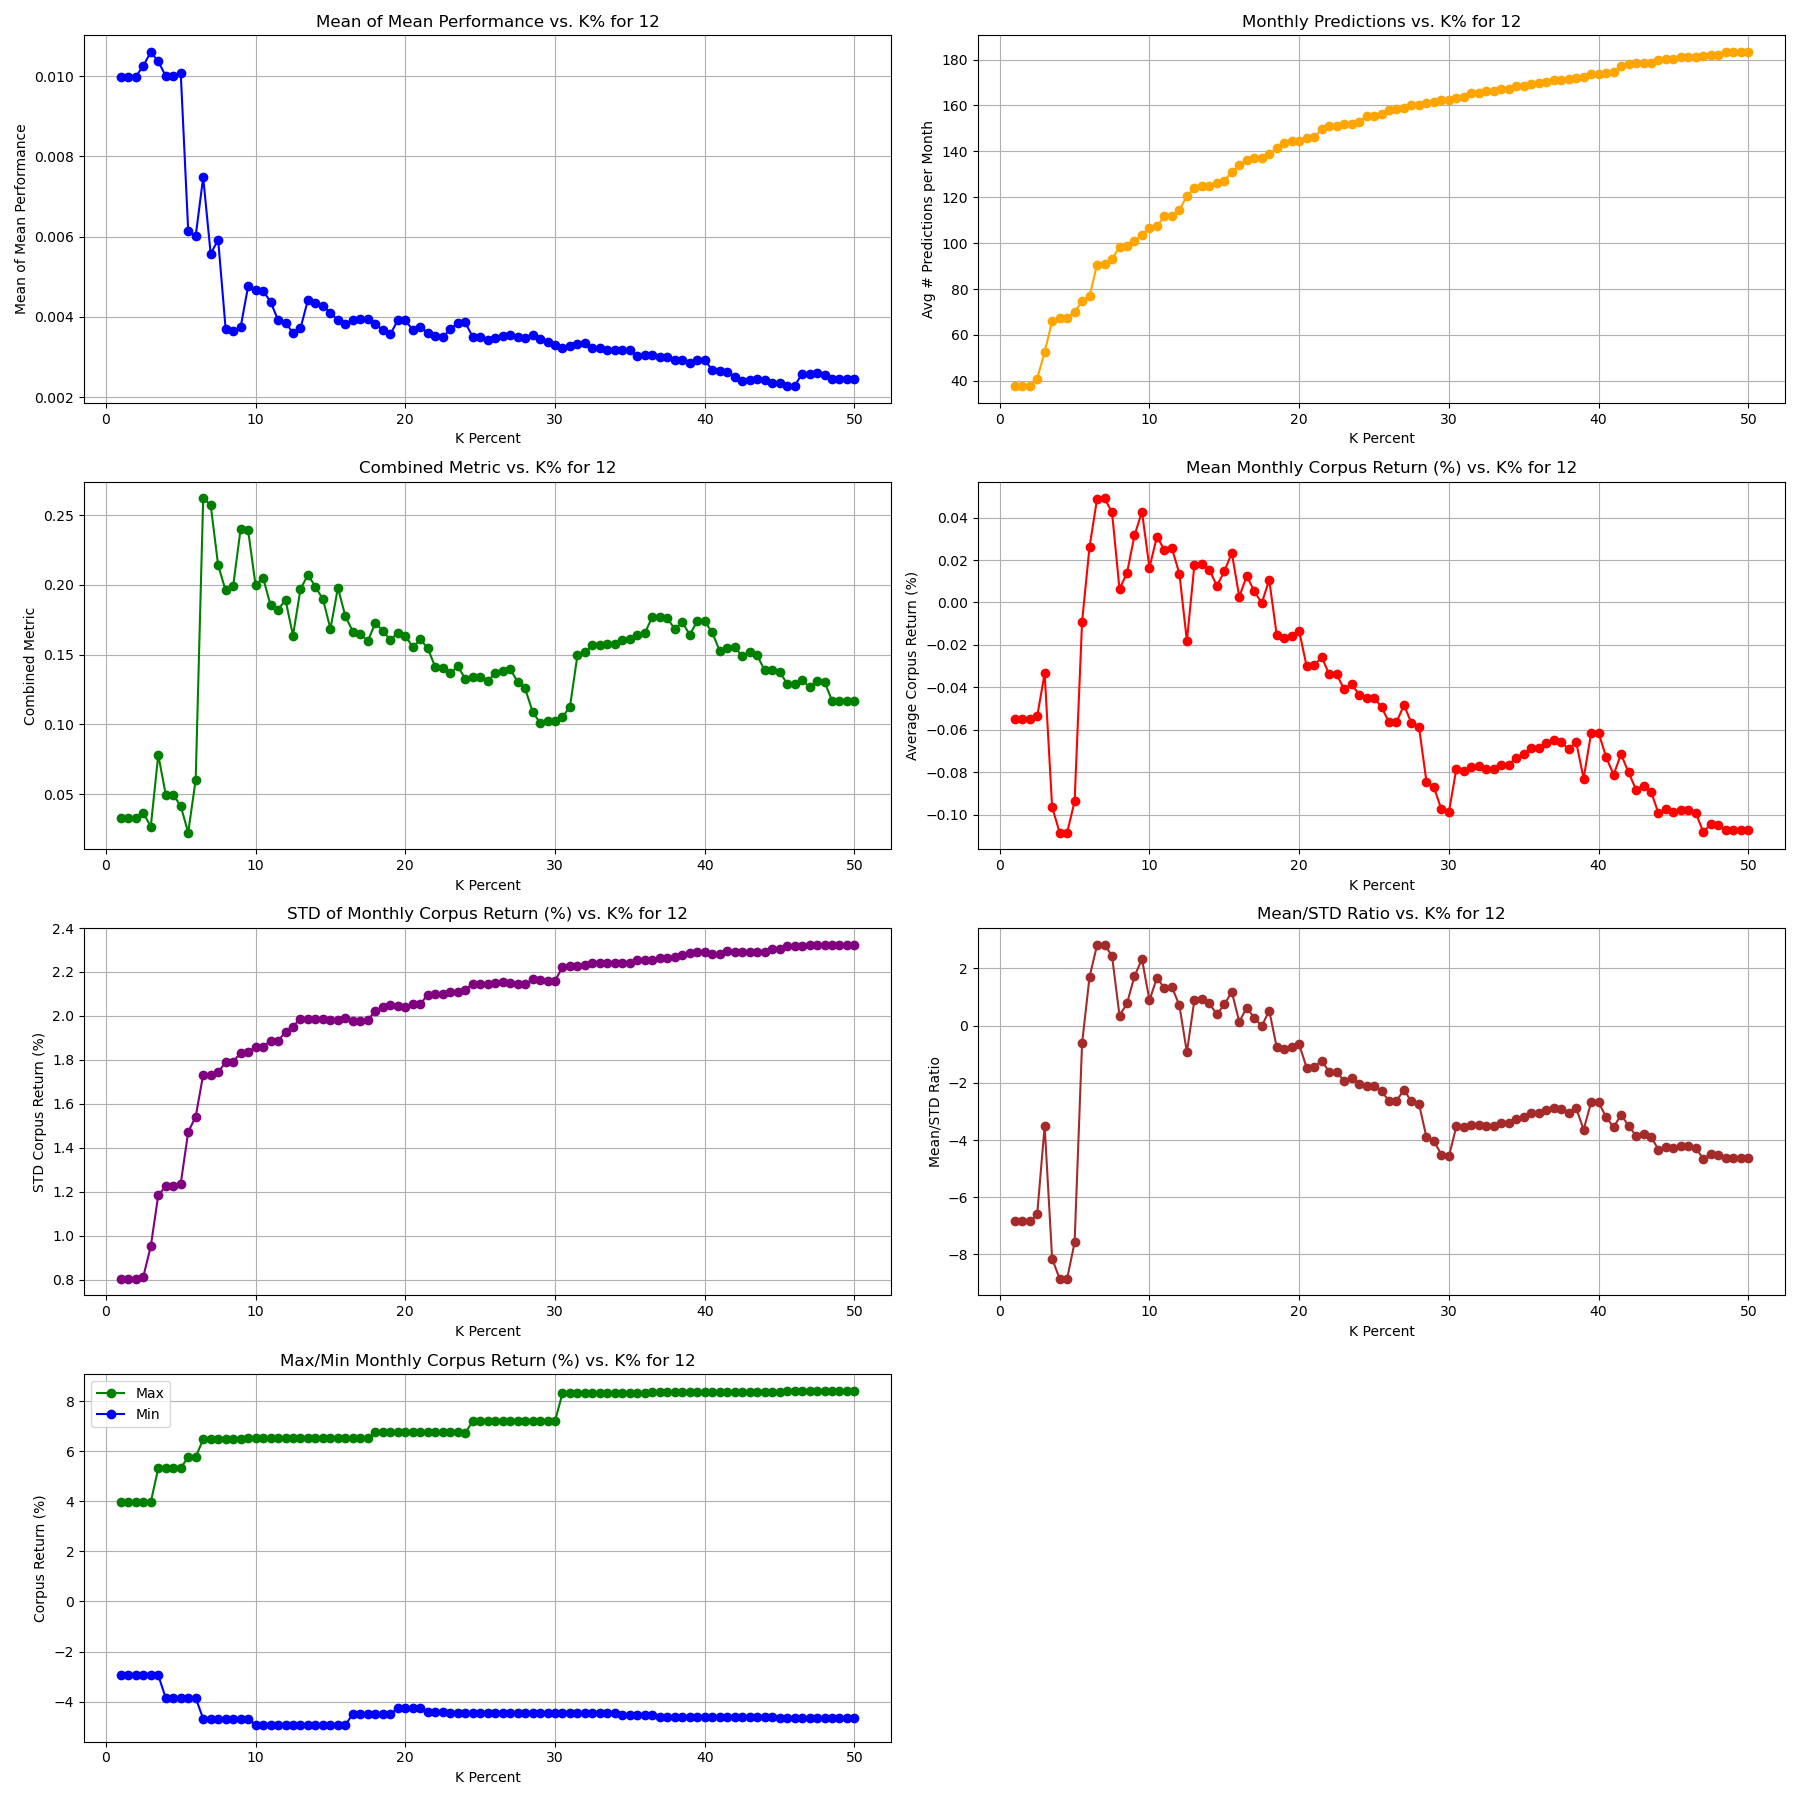 Mean of Mean Performance vs. K% for 12
Mean of Mean Performance
0.010
0.008
0.006
0.004
0.002
0 10 20 30 40 50
K Percent
Monthly Predictions vs. K% for 12
Avg # Predictions per Month
180
160
140
120
100
80
60
40
0 10 20 30 40 50
K Percent
Combined Metric vs. K% for 12
Combined Metric
0.25
0.20
0.15
0.10
0.05
0 10 20 30 40 50
K Percent
Mean Monthly Corpus Return (%) vs. K% for 12
Average Corpus Return (%)
0.04
0.02
0.00
−0.02
−0.04
−0.06
−0.08
−0.10
0 10 20 30 40 50
K Percent
STD of Monthly Corpus Return (%) vs. K% for 12
STD Corpus Return (%)
2.4
2.2
2.0
1.8
1.6
1.4
1.2
1.0
0.8
0 10 20 30 40 50
K Percent
Mean/STD Ratio vs. K% for 12
Mean/STD Ratio
2
0
−2
−4
−6
−8
0 10 20 30 40 50
K Percent
Max/Min Monthly Corpus Return (%) vs. K% for 12
Corpus Return (%)
Max
Min
8
6
4
2
0
−2
−4
0 10 20 30 40 50
K Percent